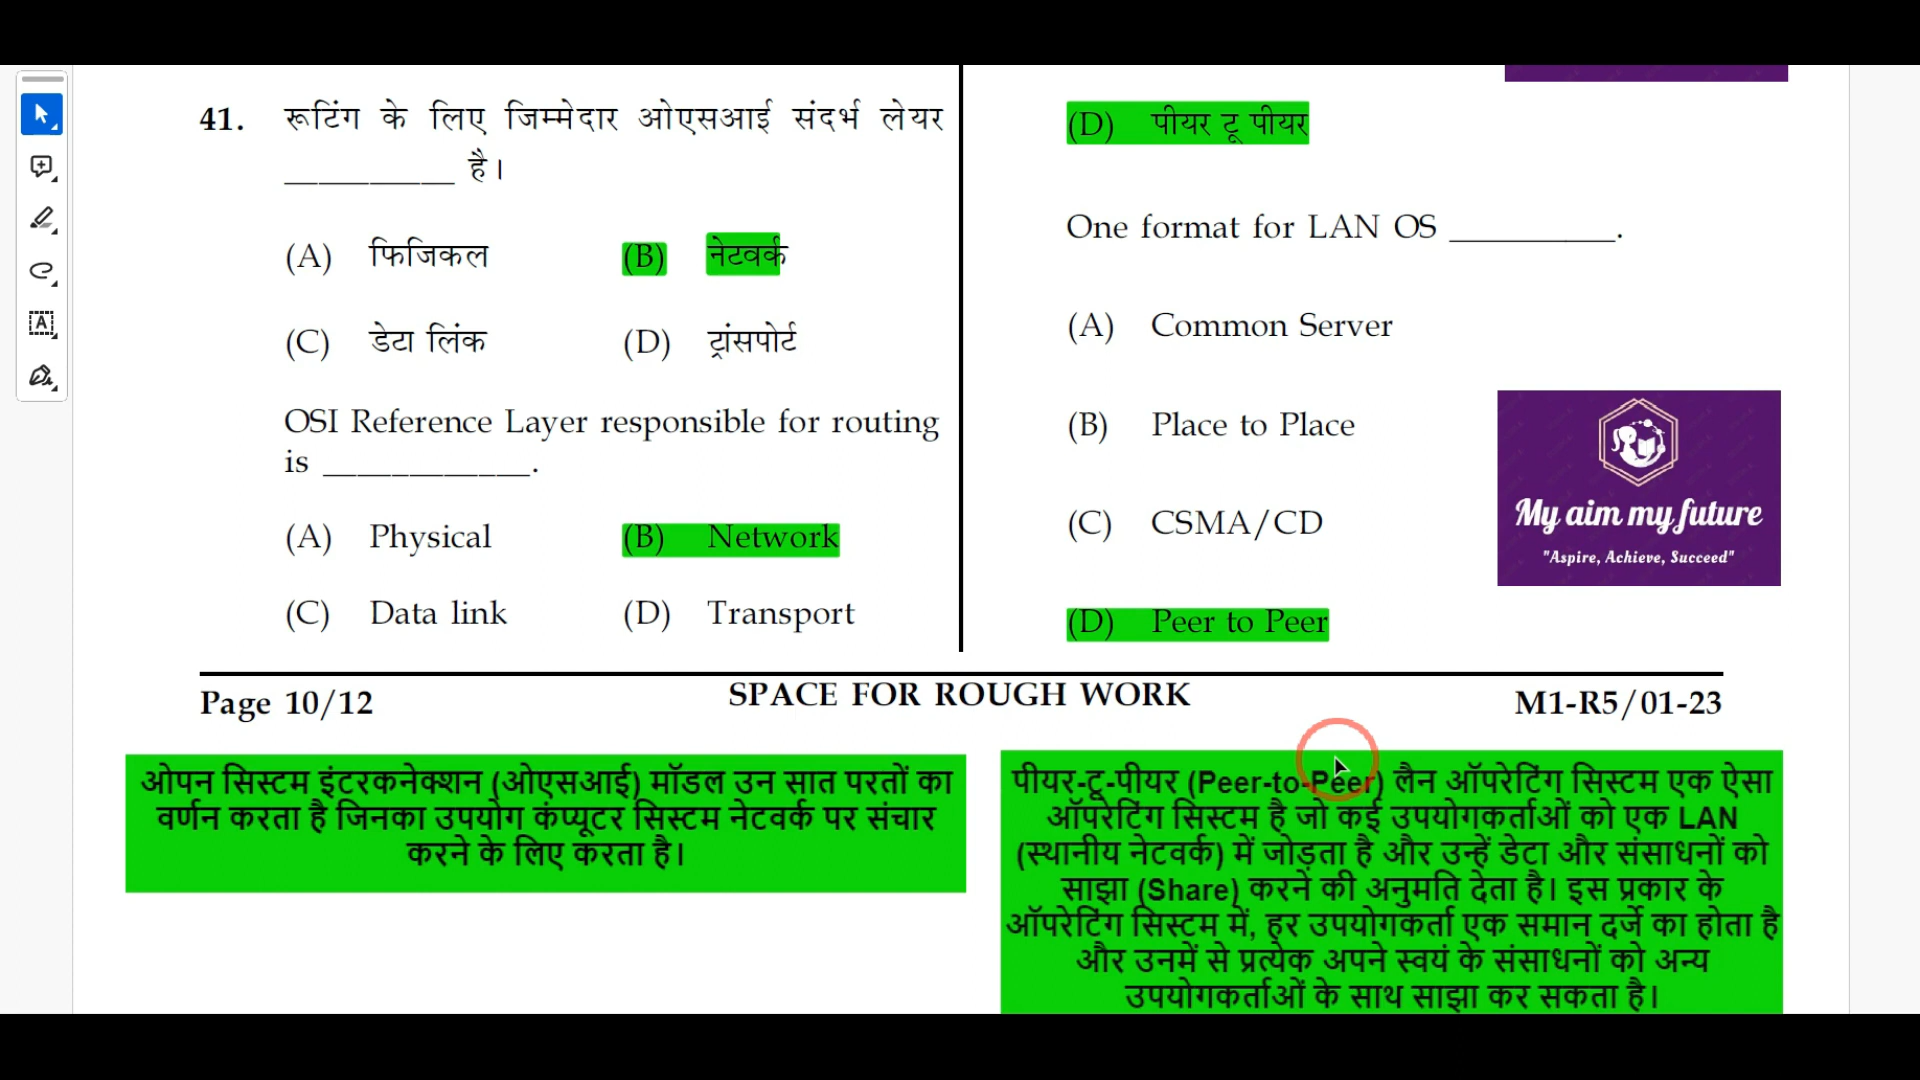 41. रूटिंग के लिए जिम्मेदार ओएसआई संदर्भ लेयर
__________ है।
(A) फिजिकल (B) नेटवर्क
(C) डेटा लिंक (D) ट्रांसपोर्ट
OSI Reference Layer responsible for routing
is ____________.
(A) Physical (B) Network
(C) Data link (D) Transport
(D) पीयर टू पीयर
One format for LAN OS __________.
(A) Common Server
(B) Place to Place
(C) CSMA/CD
(D) Peer to Peer
My aim my future
"Aspire, Achieve, Succeed"
Page 10/12 SPACE FOR ROUGH WORK M1-R5/01-23
ओपन सिस्टम इंटरकनेक्शन (ओएसआई) मॉडल उन सात परतों का
वर्णन करता है जिनका उपयोग कंप्यूटर सिस्टम नेटवर्क पर संचार
करने के लिए करता है।
पीयर-टू-पीयर (Peer-to-Peer) लैन ऑपरेटिंग सिस्टम एक ऐसा
ऑपरेटिंग सिस्टम है जो कई उपयोगकर्ताओं को एक LAN
(स्थानीय नेटवर्क) में जोड़ता है और उन्हें डेटा और संसाधनों को
साझा (Share) करने की अनुमति देता है। इस प्रकार के
ऑपरेटिंग सिस्टम में, हर उपयोगकर्ता एक समान दर्जे का होता है
और उनमें से प्रत्येक अपने स्वयं के संसाधनों को अन्य
उपयोगकर्ताओं के साथ साझा कर सकता है।